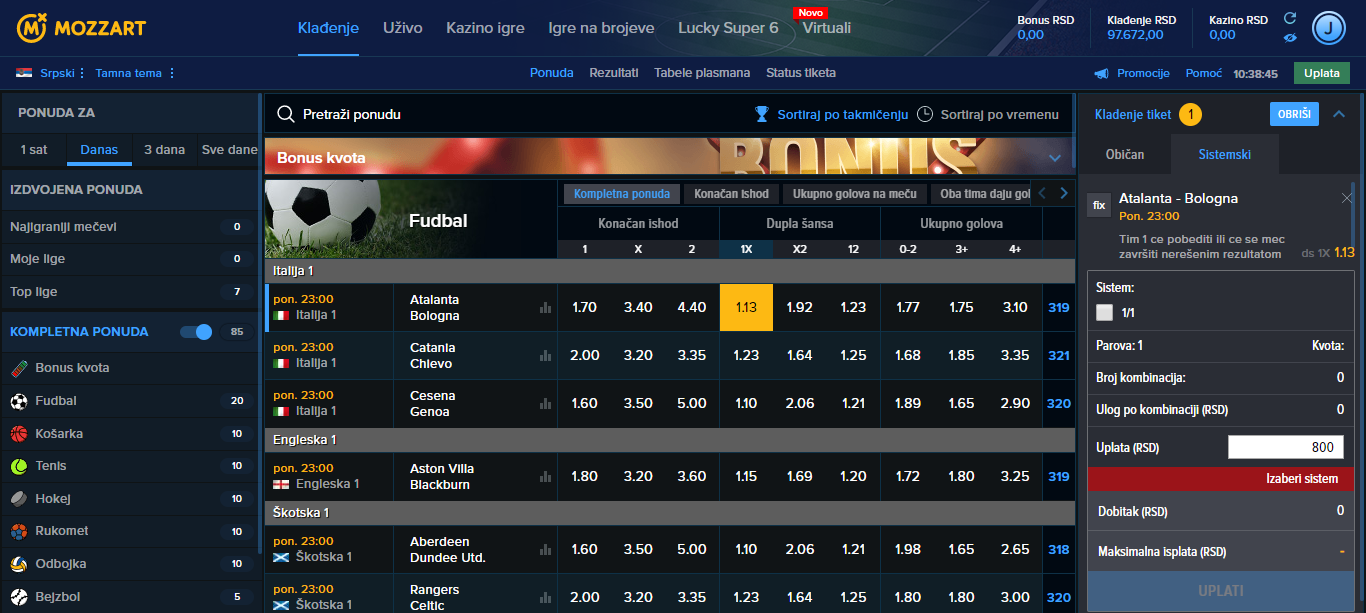 MOZZART
Klađenje
Uživo
Kazino igre
Igre na brojeve
Lucky Super 6
Novo
Virtuali
Bonus RSD
0,00
Klađenje RSD
97.672,00
Kazino RSD
0,00
J
Srpski
Tamna tema
Ponuda
Rezultati
Tabele plasmana
Status tiketa
Promocije
Pomoć
10:38:45
Uplata
PONUDA ZA
1 sat
Danas
3 dana
Sve dane
IZDVOJENA PONUDA
Najigraniji mečevi 0
Moje lige 0
Top lige 7
KOMPLETNA PONUDA 85
Bonus kvota
Fudbal 20
Košarka 10
Tenis 10
Hokej 10
Rukomet 10
Odbojka 10
Bejzbol 5
Pretraži ponudu
Sortiraj po takmičenju
Sortiraj po vremenu
Bonus kvota
BONUS
Fudbal
Kompletna ponuda
Konačan ishod
Ukupno golova na meču
Oba tima daju gol
Konačan ishod
Dupla šansa
Ukupno golova
1 X 2 1X X2 12 0-2 3+ 4+
Italija 1
pon. 23:00
Italija 1
Atalanta
Bologna
1.70 3.40 4.40 1.13 1.92 1.23 1.77 1.75 3.10 319
pon. 23:00
Italija 1
Catania
Chievo
2.00 3.20 3.35 1.23 1.64 1.25 1.68 1.85 3.35 321
pon. 23:00
Italija 1
Cesena
Genoa
1.60 3.50 5.00 1.10 2.06 1.21 1.89 1.65 2.90 320
Engleska 1
pon. 23:00
Engleska 1
Aston Villa
Blackburn
1.80 3.20 3.60 1.15 1.69 1.20 1.72 1.80 3.25 319
Škotska 1
pon. 23:00
Škotska 1
Aberdeen
Dundee Utd.
1.60 3.50 5.00 1.10 2.06 1.21 1.98 1.65 2.65 318
pon. 23:00
Škotska 1
Rangers
Celtic
2.00 3.20 3.35 1.23 1.64 1.25 1.80 1.80 3.00 320
Klađenje tiket 1
OBRIŠI
Običan
Sistemski
fix
Atalanta - Bologna
Pon. 23:00
Tim 1 ce pobediti ili ce se mec
završiti nerešenim rezultatom
ds 1X 1.13
Sistem:
1/1
Parova: 1 Kvota:
Broj kombinacija: 0
Ulog po kombinaciji (RSD) 0
Uplata (RSD) 800
Izaberi sistem
Dobitak (RSD) 0
Maksimalna isplata (RSD) -
UPLATI